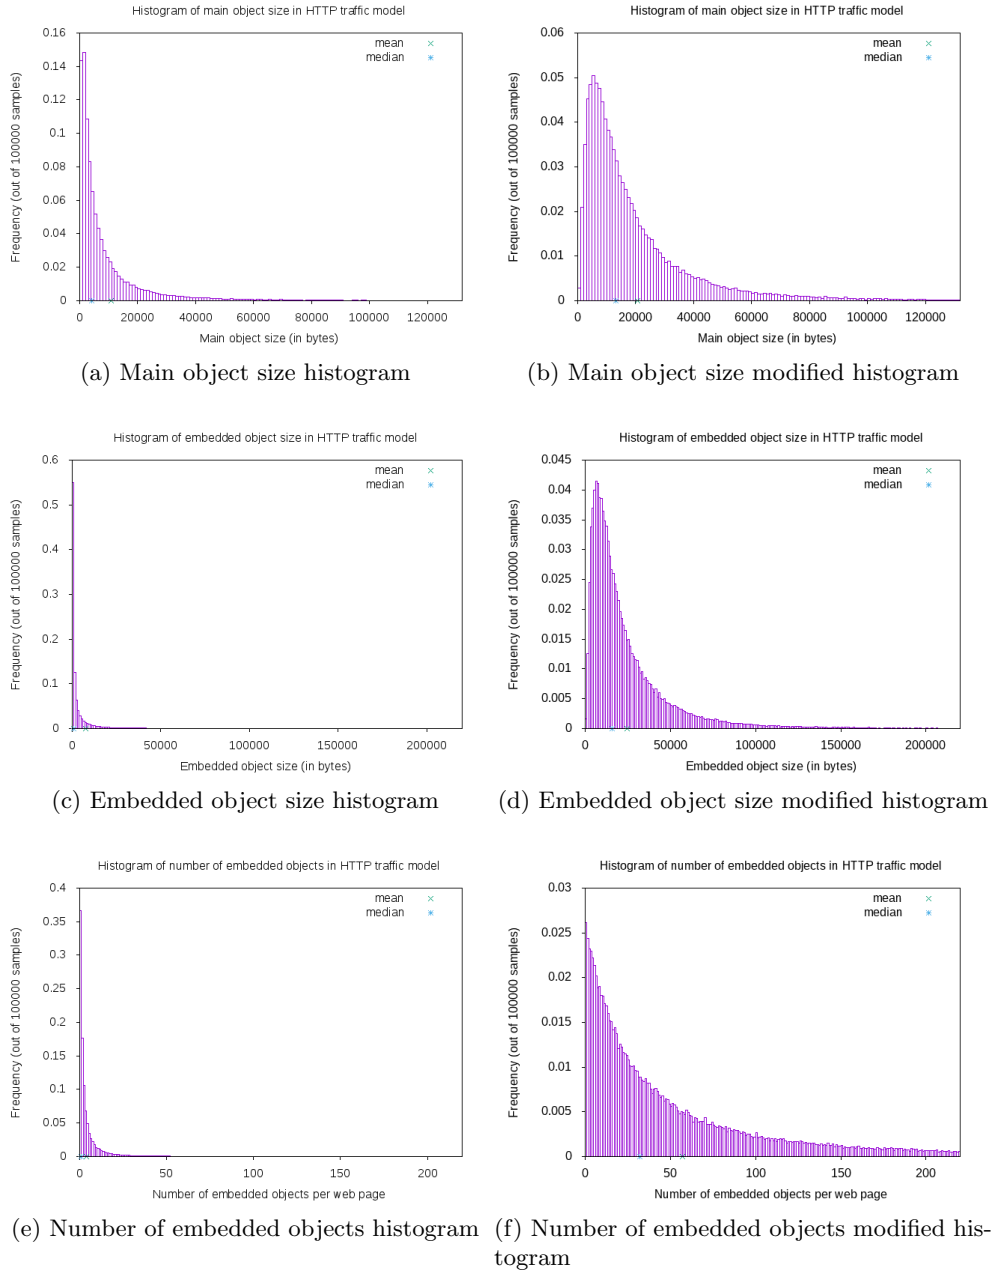 Histogram of main object size in HTTP traffic model
mean
median
Frequency (out of 100000 samples)
0.16
0.14
0.12
0.1
0.08
0.06
0.04
0.02
0
0 20000 40000 60000 80000 100000 120000
Main object size (in bytes)
(a) Main object size histogram
Histogram of main object size in HTTP traffic model
mean
median
Frequency (out of 100000 samples)
0.06
0.05
0.04
0.03
0.02
0.01
0
0 20000 40000 60000 80000 100000 120000
Main object size (in bytes)
(b) Main object size modified histogram
Histogram of embedded object size in HTTP traffic model
mean
median
Frequency (out of 100000 samples)
0.6
0.5
0.4
0.3
0.2
0.1
0
0 50000 100000 150000 200000
Embedded object size (in bytes)
(c) Embedded object size histogram
Histogram of embedded object size in HTTP traffic model
mean
median
Frequency (out of 100000 samples)
0.045
0.04
0.035
0.03
0.025
0.02
0.015
0.01
0.005
0
0 50000 100000 150000 200000
Embedded object size (in bytes)
(d) Embedded object size modified histogram
Histogram of number of embedded objects in HTTP traffic model
mean
median
Frequency (out of 100000 samples)
0.4
0.35
0.3
0.25
0.2
0.15
0.1
0.05
0
0 50 100 150 200
Number of embedded objects per web page
(e) Number of embedded objects histogram
Histogram of number of embedded objects in HTTP traffic model
mean
median
Frequency (out of 100000 samples)
0.03
0.025
0.02
0.015
0.01
0.005
0
0 50 100 150 200
Number of embedded objects per web page
(f) Number of embedded objects modified his-
togram